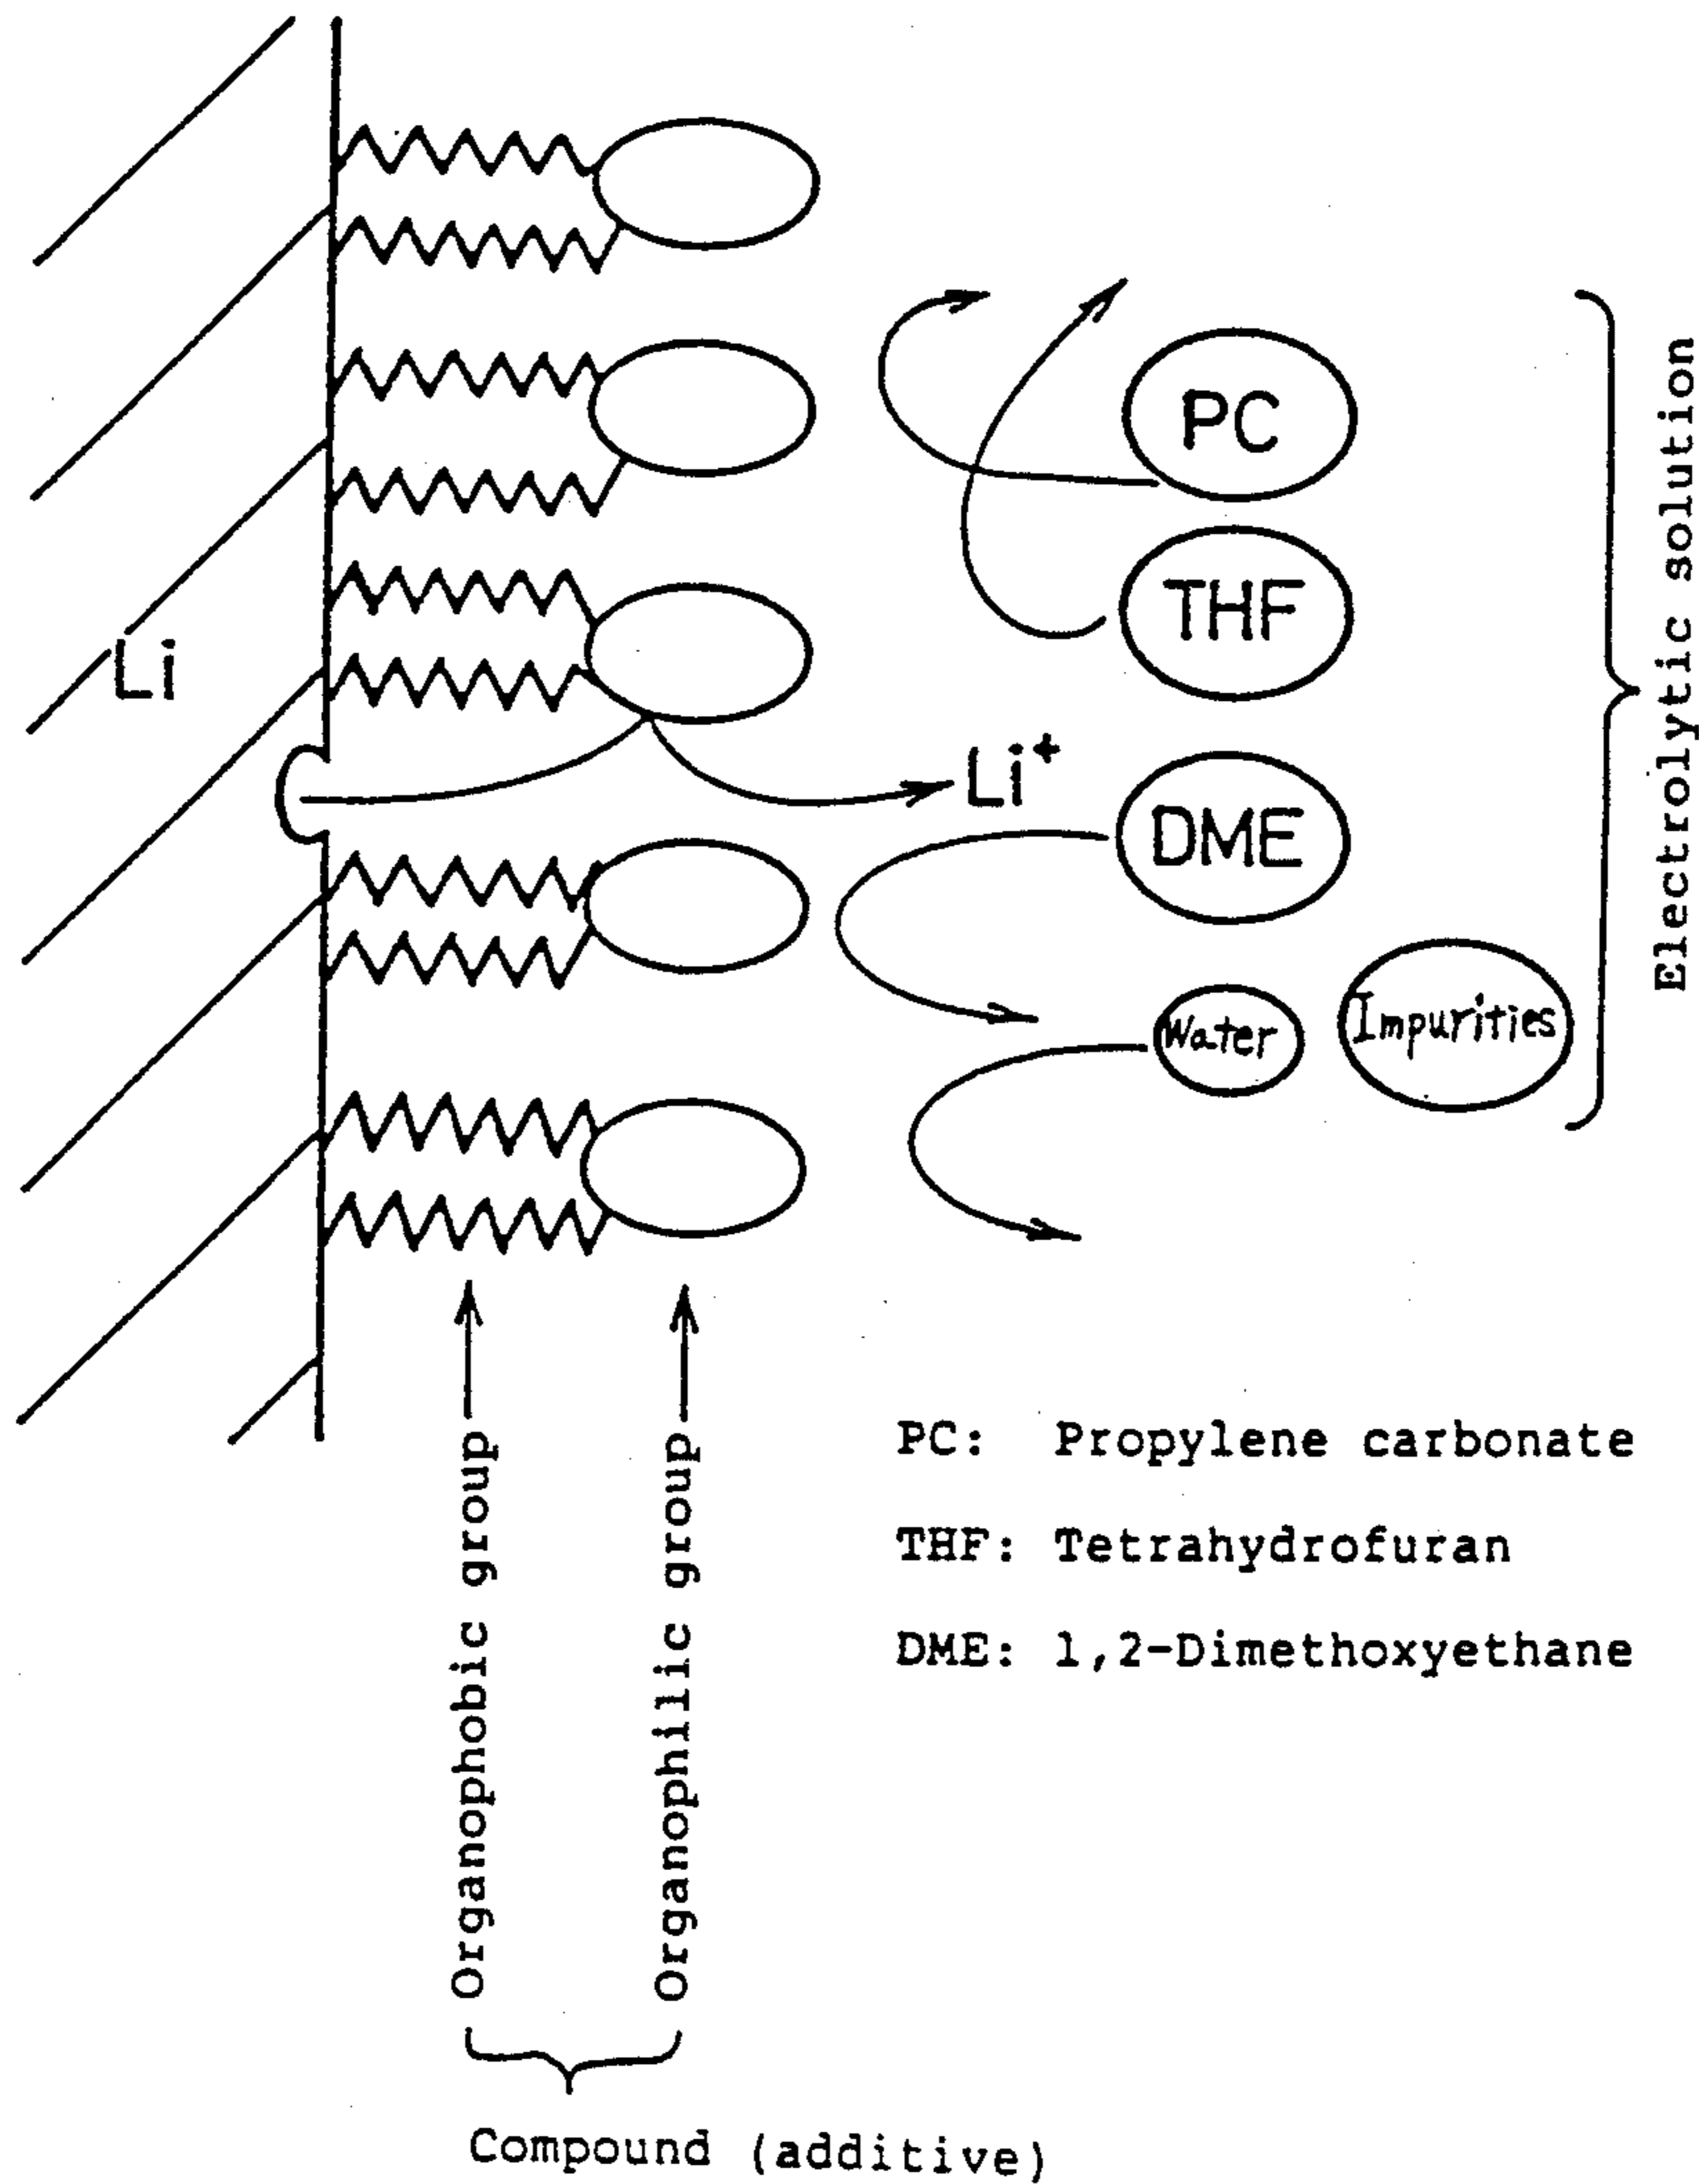 PC
THF
Li
Li+
DME
Water
Impurities
Electrolytic solution
Organophobic group
Organophilic group
PC: Propylene carbonate
THF: Tetrahydrofuran
DME: 1,2-Dimethoxyethane
Compound (additive)